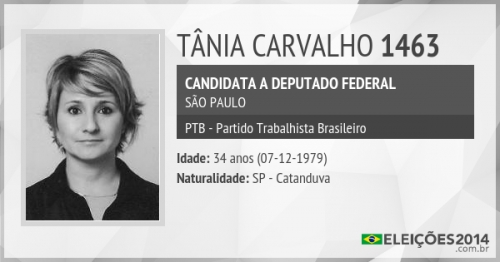 TÂNIA CARVALHO 1463
CANDIDATA A DEPUTADO FEDERAL
SÃO PAULO
PTB - Partido Trabalhista Brasileiro
Idade: 34 anos (07-12-1979)
Naturalidade: SP - Catanduva
ELEIÇÕES2014
.com.br